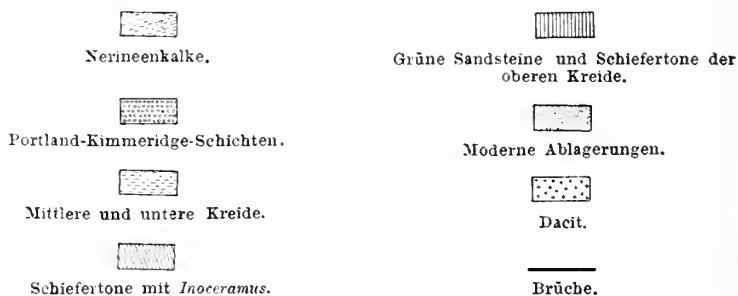 Nerineenkalke.
Portland-Kimmeridge-Schichten.
Mittlere und untere Kreide.
Schiefertone mit Inoceramus.
Grüne Sandsteine und Schiefertone der
oberen Kreide.
Moderne Ablagerungen.
Dacit.
Brüche.